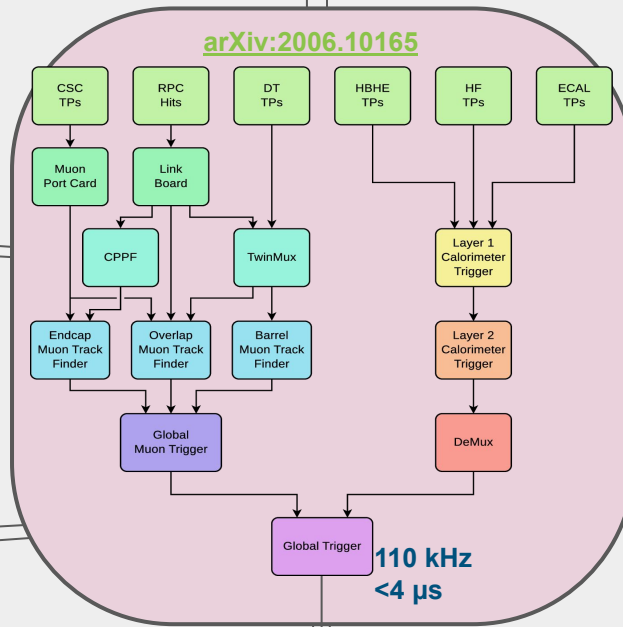 arXiv:2006.10165
CSC
TPs
RPC
Hits
DT
TPs
HBHE
TPs
HF
TPs
ECAL
TPs
Muon
Port Card
Link
Board
CPPF
TwinMux
Layer 1
Calorimeter
Trigger
Endcap
Muon Track
Finder
Overlap
Muon Track
Finder
Barrel
Muon Track
Finder
Layer 2
Calorimeter
Trigger
Global
Muon Trigger
DeMux
Global Trigger
110 kHz
<4 μs